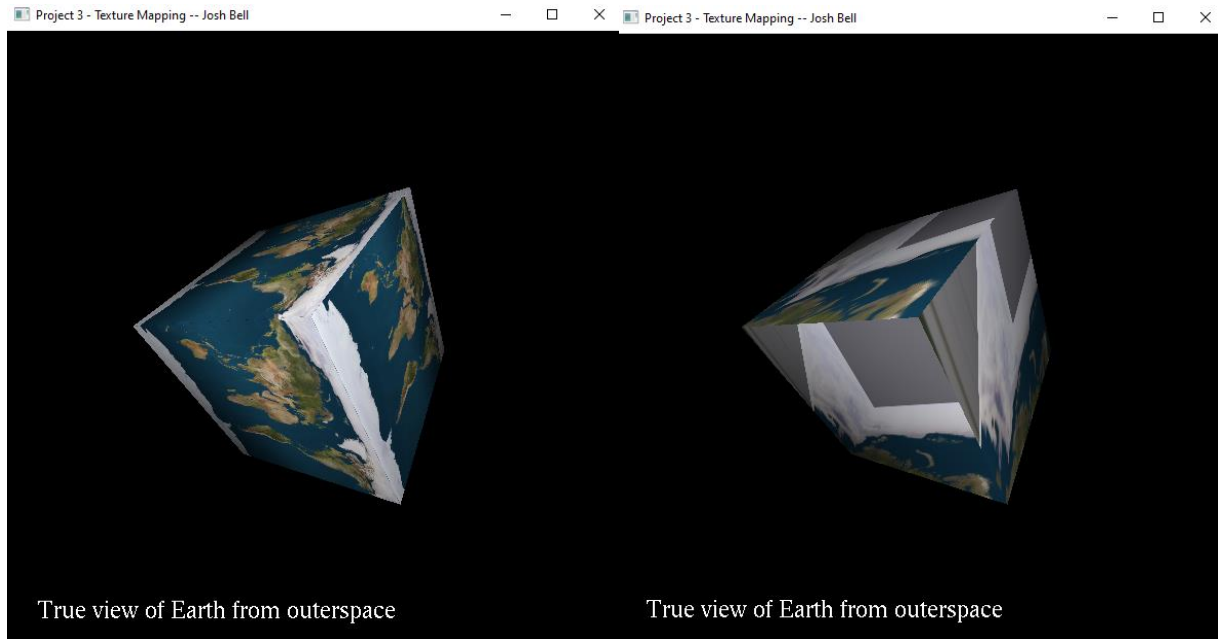 Project 3 - Texture Mapping -- Josh Bell
Project 3 - Texture Mapping -- Josh Bell
True view of Earth from outerspace
True view of Earth from outerspace